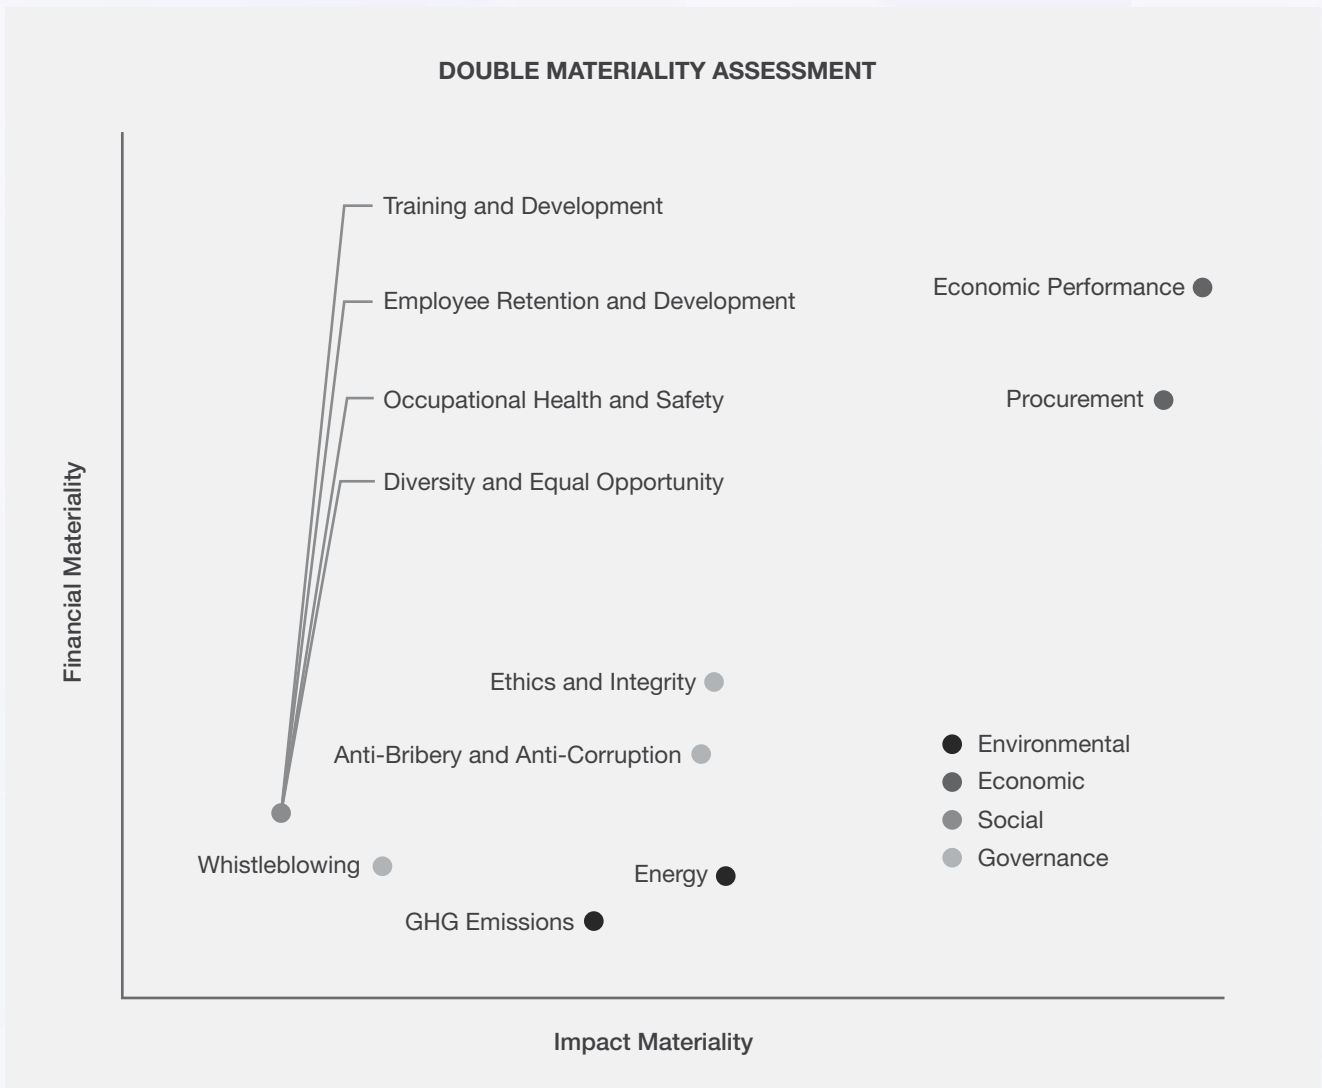 DOUBLE MATERIALITY ASSESSMENT
Training and Development
Employee Retention and Development
Economic Performance
Occupational Health and Safety
Procurement
Diversity and Equal Opportunity
Financial Materiality
Ethics and Integrity
Anti-Bribery and Anti-Corruption
Whistleblowing
Energy
GHG Emissions
Environmental
Economic
Social
Governance
Impact Materiality